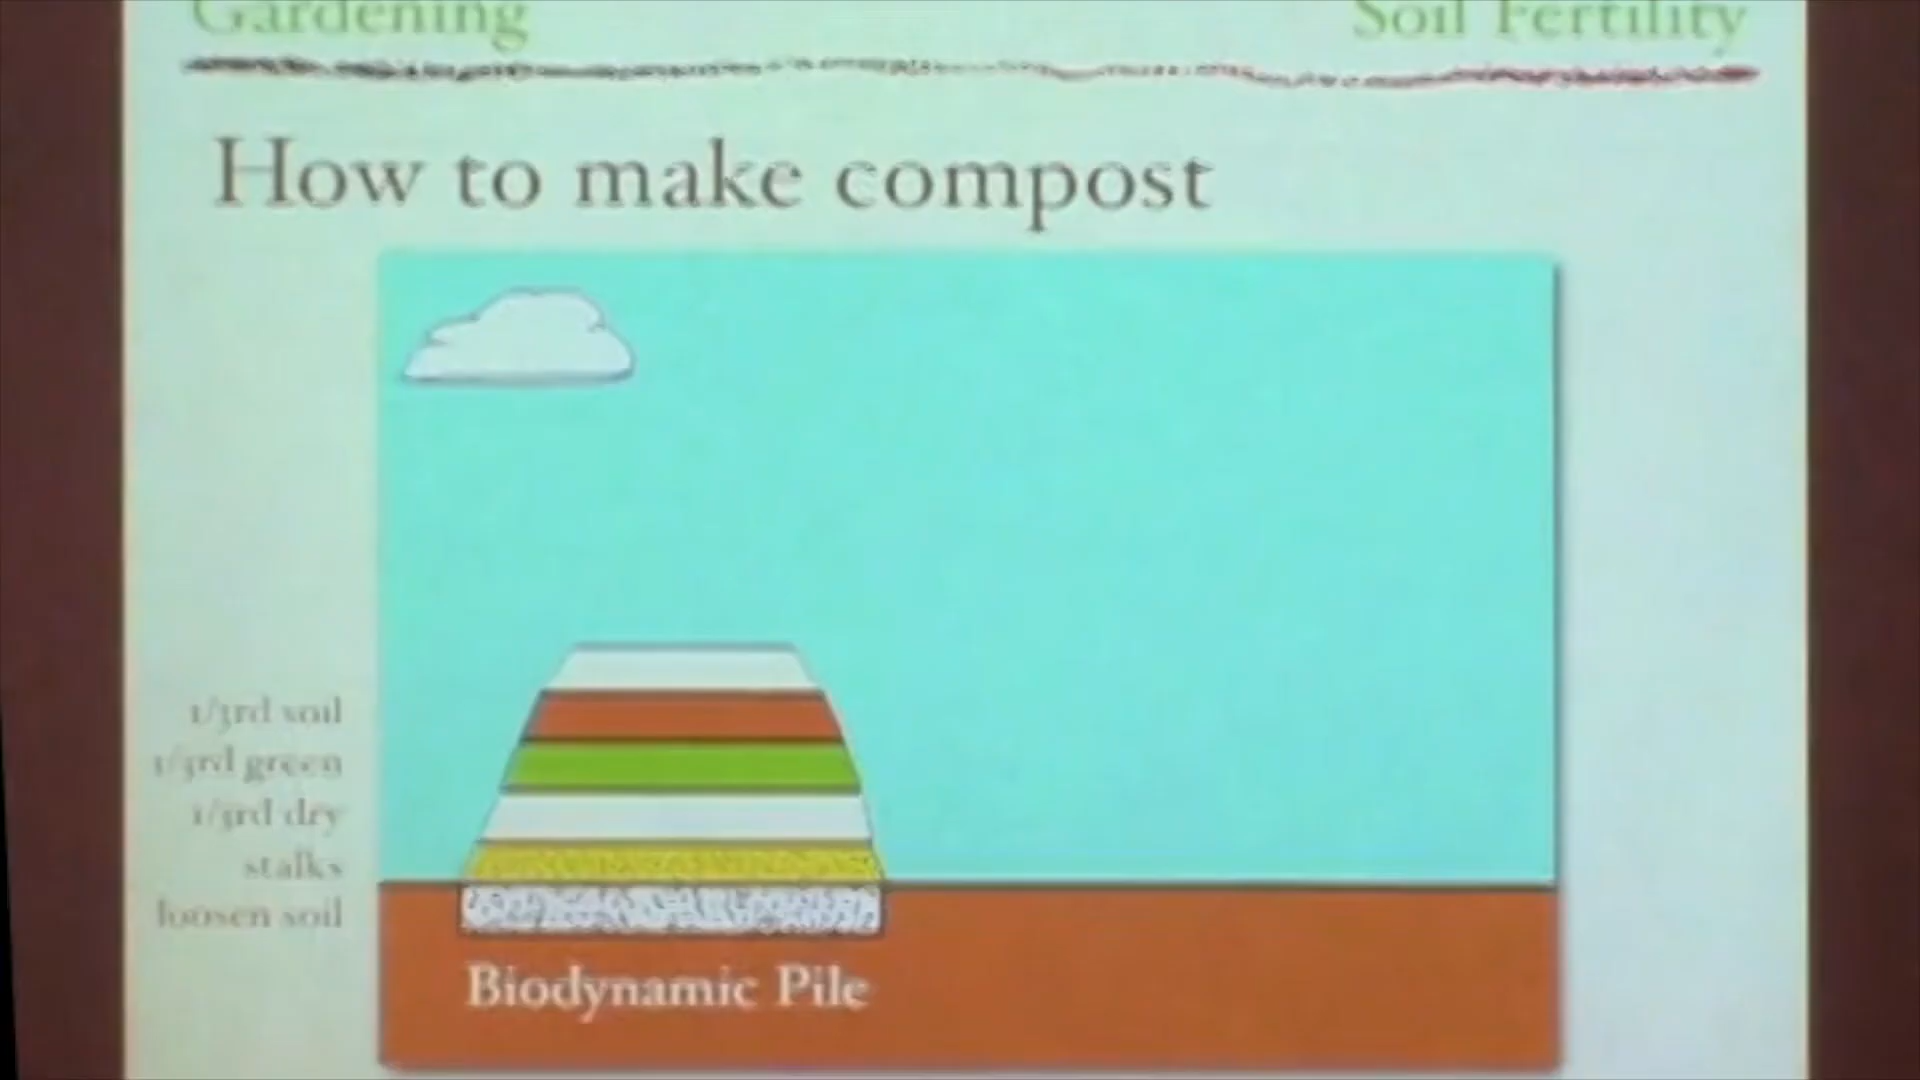 Gardening
Soil Fertility
How to make compost
1/3rd soil
1/3rd green
1/3rd dry
stalks
loosen soil
Biodynamic Pile